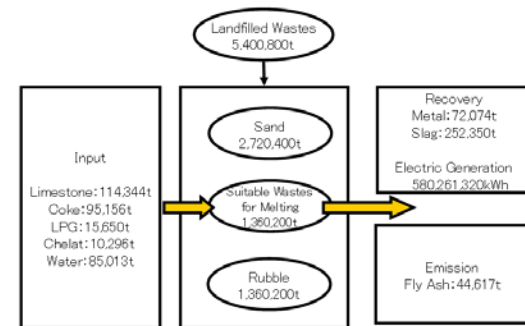 Landfilled Wastes
5,400,800t
Input
Limestone:114,344t
Coke:95,156t
LPG:15,650t
Chelat:10,296t
Water:85,013t
Sand
2,720,400t
Suitable Wastes
for Melting
1,360,200t
Rubble
1,360,200t
Recovery
Metal:72,074t
Slag:252,350t
Electric Generation
580,261,320kWh
Emission
Fly Ash:44,617t